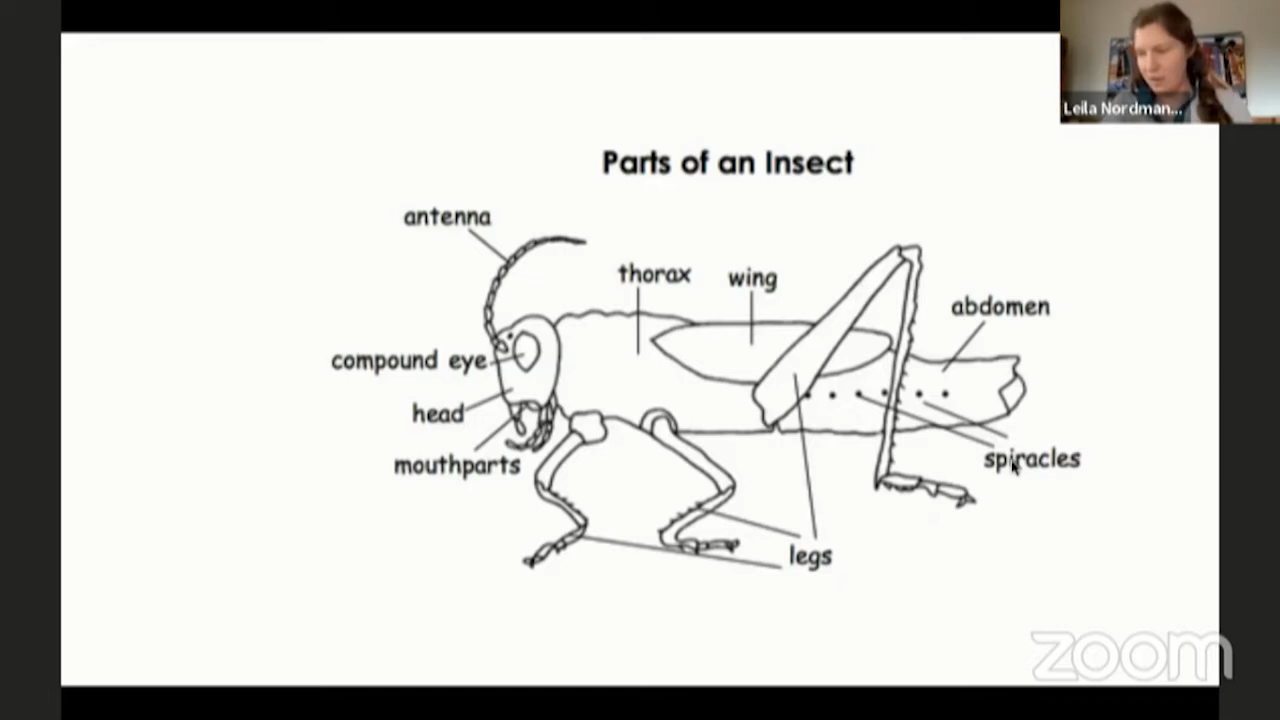 Leila Nordman...
Parts of an Insect
antenna
thorax
wing
abdomen
compound eye
head
mouthparts
spiracles
legs
zoom